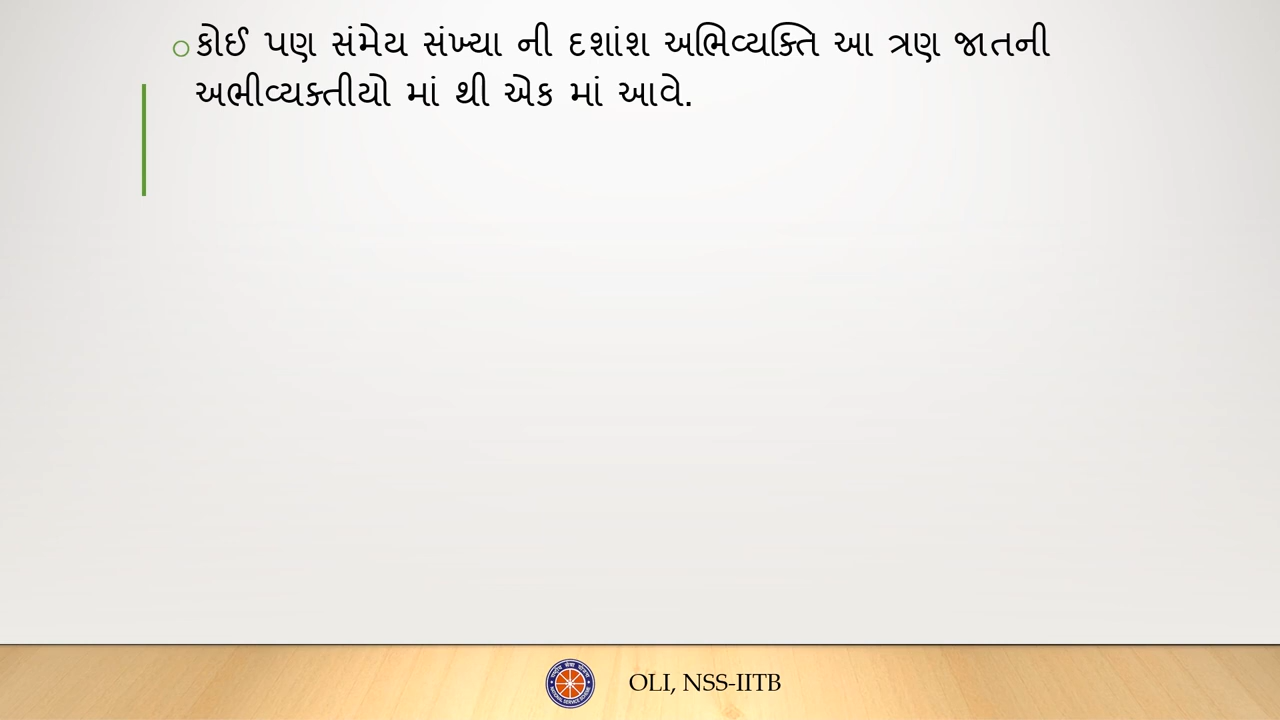 કોઈ પણ સંમેય સંખ્યા ની દશાંશ અભિવ્યક્તિ આ ત્રણ જાતની
અભીવ્યક્તીયો માં થી એક માં આવે.
OLI, NSS-IITB